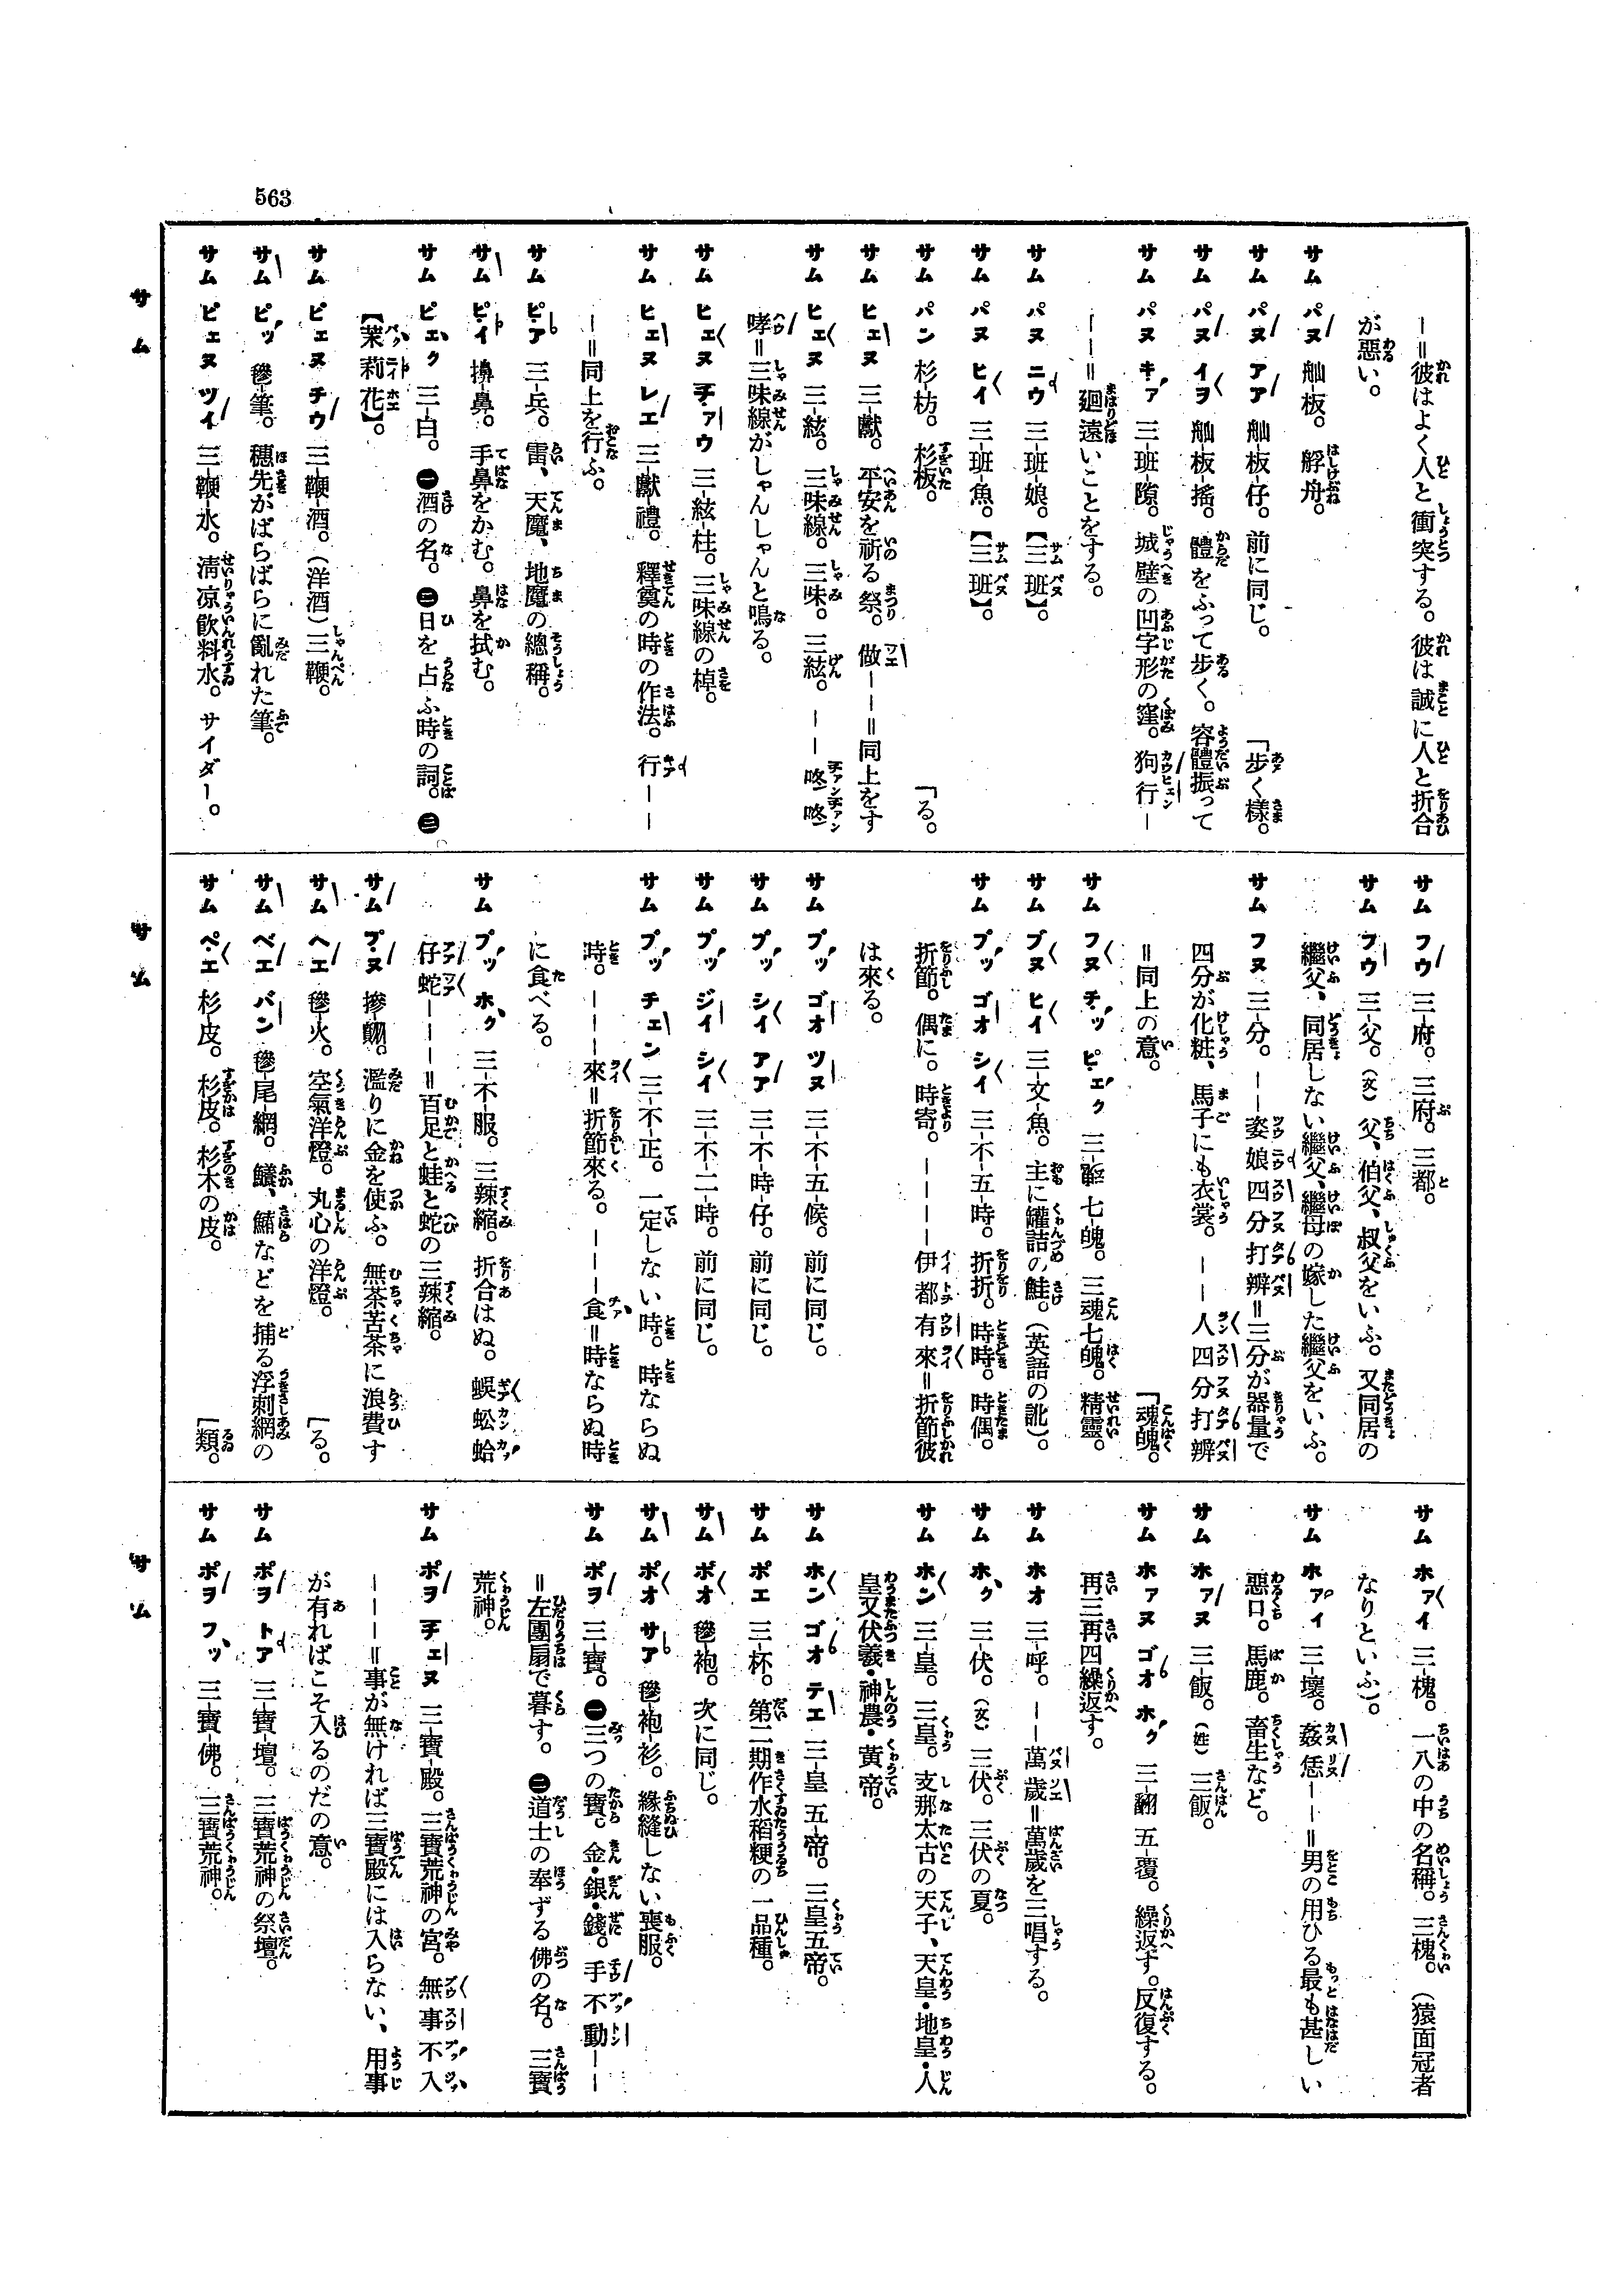 563
―＝彼はよく人と衝突する。彼は誠に人と折合
が惡い。
サム パヌ 舢-板。艀舟。
サム パヌ アア 舢板-仔。前に同じ。
サム パヌ イヲ 舢板-搖。體をふって步く。容體振って「步く樣。
サム パヌ キァ 三-班-隙。城壁の凹字形の窪。狗行―
―――＝廻遠いことをする。
サム パヌ ニウ 三-班-娘。【三班】。
サム パヌ ヒイ 三-班-魚。【三班】。
サム パン 杉-枋。杉板。
サム ヒェヌ 三-獻。平安を祈る祭。做――＝同上をす「る。
サム ヒェヌ 三-絃。三味線。三味。三絃。――咚咚
哮＝三味線がしゃんしゃんと鳴る。
サム ヒェヌ チァウ 三-絃-柱。三味線の棹。
サム ヒェヌ レエ 三-獻-禮。釋奠の時の作法。行――
―＝同上を行ふ。
サム ピア 三-兵。雷、天魔、地魔の總稱。
サム ピイ 擤-鼻。手鼻をかむ。鼻を拭む。
サム ピェク 三-白。㊀酒の名。㊁日を占ふ時の詞。㊂
【茉莉花】。
サム ピェヌ チウ 三-鞭-酒。(洋酒)三鞭。
サム ピッ 毿-筆。穗先がばらばらに亂れた筆。
サム ピェヌ ツイ 三-鞭-水。淸凉飮料水。サイダー。
サム
サム フウ 三-府。三府。三都。
サム フウ 三-父。(文)父、伯父、叔父をいふ。又同居の
繼父、同居しない繼父、繼母の嫁した繼父をいふ。
サム フヌ 三-分。――姿娘四分打辦＝三分が器量で
四分が化粧、馬子にも衣裳。――人四分打辦
＝同上の意。
サム フヌ チッ ピェク 三-魂 七-魄。三魂七魄。精靈。「魂魄。
サム ブヌ ヒイ 三-文-魚。主に罐詰の鮭。(英語の訛)。
サム プッ ゴオ シイ 三-不-五-時。折折。時時。時偶。
折節。偶に。時寄。――――伊都有來＝折節彼
は來る。
サム プッ ゴオ ツヌ 三-不-五-候。前に同じ。
サム プッ シイ アア 三-不-時-仔。前に同じ。
サム プッ ジイ シイ 三-不-二-時。前に同じ。
サム プッ チェン 三-不-正。一定しない時。時ならぬ
時。―――來＝折節來る。―――食＝時ならぬ時
に食べる。
サム プッ ホク 三-不-服。三辣縮。折合はぬ。蜈蚣蛤
仔蛇―――＝百足と蛙と蛇の三辣縮。
サム プヌ 濫りに金を使ふ。無茶苦茶に浪費す「る。
サム ヘエ 毿-火。空氣洋燈。丸心の洋燈。
サム ベエ バン 毿-尾-網。鱶、鰆などを捕る浮刺網の「類。
サム ペエ 杉-皮。杉皮。杉木の皮。
サム
サム ホァイ 三-槐。一八の中の名稱。三槐。(猿面冠者
なりといふ)。
サム ホァイ 三-壞。姦恁――＝男の用ひる最も甚しい
惡口。馬鹿。畜生など。
サム ホァヌ 三-飯。(姓)三飯。
サム ホァヌ ゴオ ホク 三-翻 五-覆。繰返す。反復する。
再三再四繰返す。
サム ホオ 三-呼。――萬歲＝萬歲を三唱する。
サム ホク 三-伏。(文)三伏。三伏の夏。
サム ホン 三-皇。三皇。支那太古の天子、天皇・地皇・人
皇又伏羲・神農・黃帝。
サム ホン ゴオ テエ 三-皇 五-帝。三皇五帝。
サム ポエ 三-杯。第二期作水稻粳の一品種。
サム ボオ 毿-袍。次に同じ。
サム ボオ サア 毿-袍-衫。緣縫しない喪服。
サム ポヲ 三-寶。㊀三つの寶。金・銀・錢。手不動――
＝左團扇で暮す。㊁道士の奉ずる佛の名。三寶
荒神。
サム ポヲ チェヌ 三-寶-殿。三寶荒神の宮。無事不入
―――＝事が無ければ三寶殿には入らない、用事
が有ればこそ入るのだの意。
サム ポヲ トア 三-寶-壇。三寶荒神の祭壇。
サム ポヲ フッ 三-寶-佛。三寶荒神。
サム